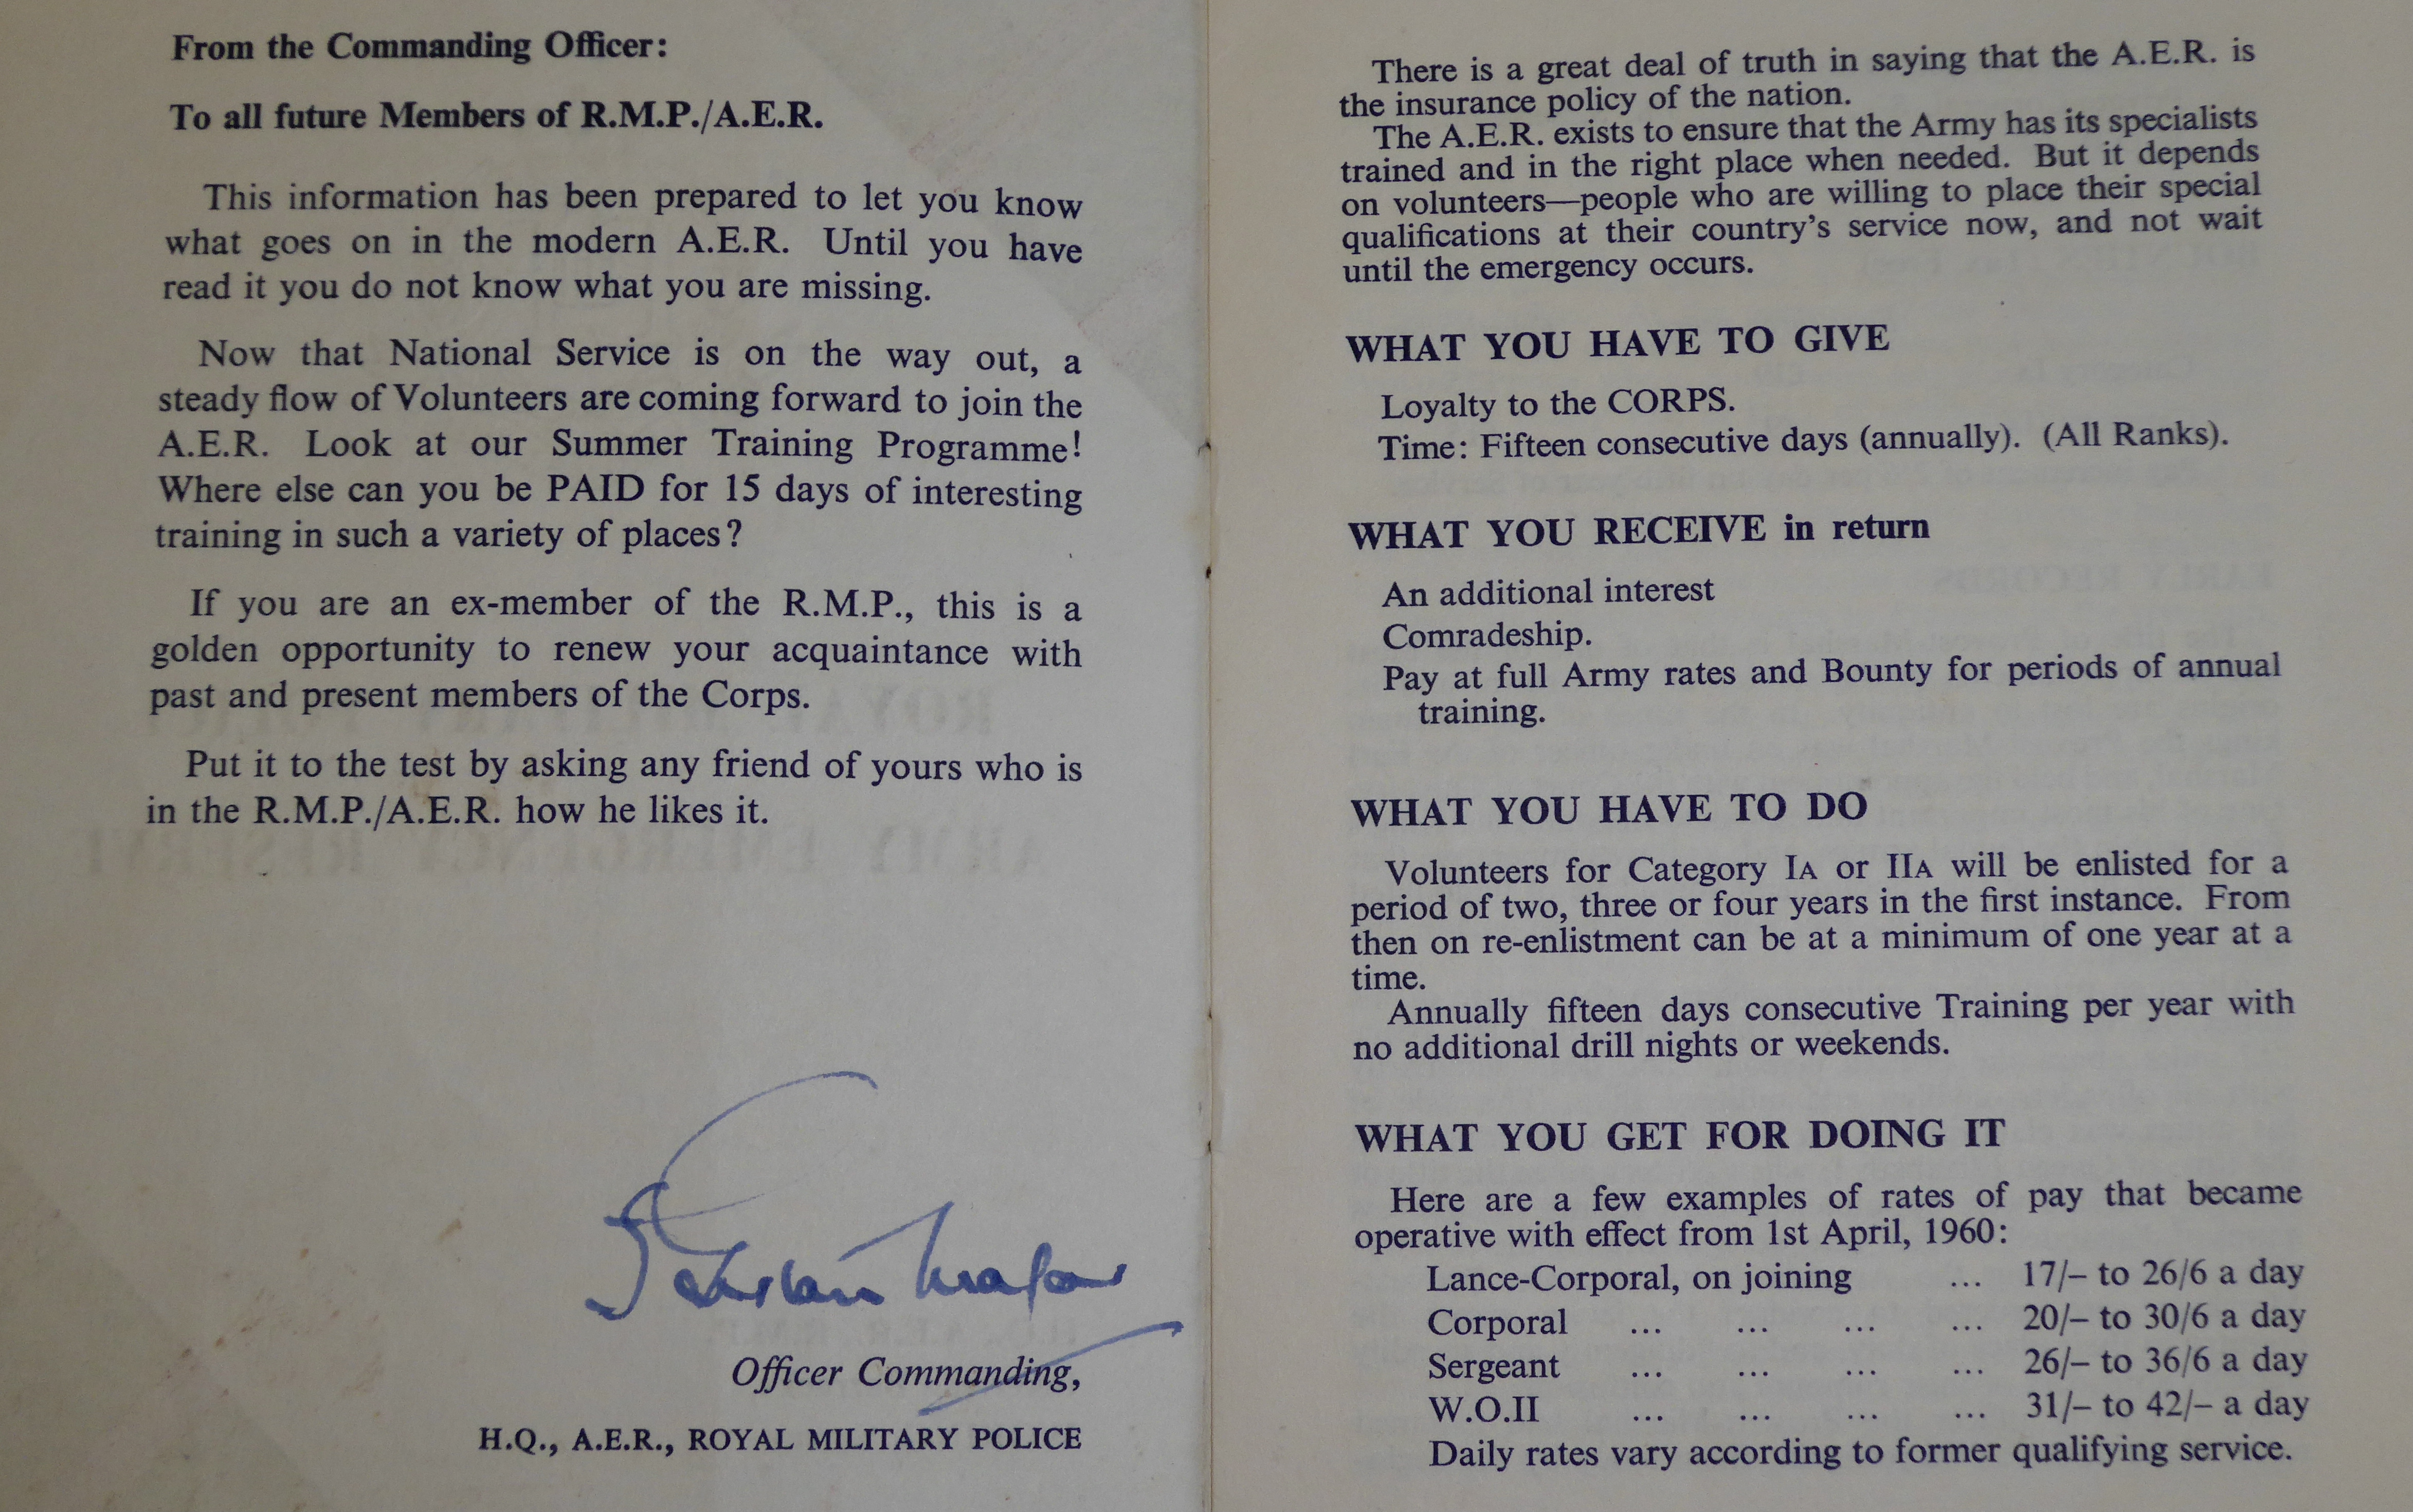 From the Commanding Officer:
To all future Members of R.M.P./A.E.R.
This information has been prepared to let you know
what goes on in the modern A.E.R. Until you have
read it you do not know what you are missing.
Now that National Service is on the way out, a
steady flow of Volunteers are coming forward to join the
A.E.R. Look at our Summer Training Programme!
Where else can you be PAID for 15 days of interesting
training in such a variety of places?
If you are an ex-member of the R.M.P., this is a
golden opportunity to renew your acquaintance with
past and present members of the Corps.
Put it to the test by asking any friend of yours who is
in the R.M.P./A.E.R. how he likes it.
Officer Commanding,
H.Q., A.E.R., ROYAL MILITARY POLICE
There is a great deal of truth in saying that the A.E.R. is
the insurance policy of the nation.
The A.E.R. exists to ensure that the Army has its specialists
trained and in the right place when needed. But it depends
on volunteers—people who are willing to place their special
qualifications at their country's service now, and not wait
until the emergency occurs.
WHAT YOU HAVE TO GIVE
Loyalty to the CORPS.
Time: Fifteen consecutive days (annually). (All Ranks).
WHAT YOU RECEIVE in return
An additional interest
Comradeship.
Pay at full Army rates and Bounty for periods of annual
training.
WHAT YOU HAVE TO DO
Volunteers for Category IA or IIA will be enlisted for a
period of two, three or four years in the first instance. From
then on re-enlistment can be at a minimum of one year at a
time.
Annually fifteen days consecutive Training per year with
no additional drill nights or weekends.
WHAT YOU GET FOR DOING IT
Here are a few examples of rates of pay that became
operative with effect from 1st April, 1960:
Lance-Corporal, on joining ... 17/– to 26/6 a day
Corporal ... ... ... ... 20/– to 30/6 a day
Sergeant ... ... ... ... 26/– to 36/6 a day
W.O.II ... ... ... ... 31/– to 42/– a day
Daily rates vary according to former qualifying service.